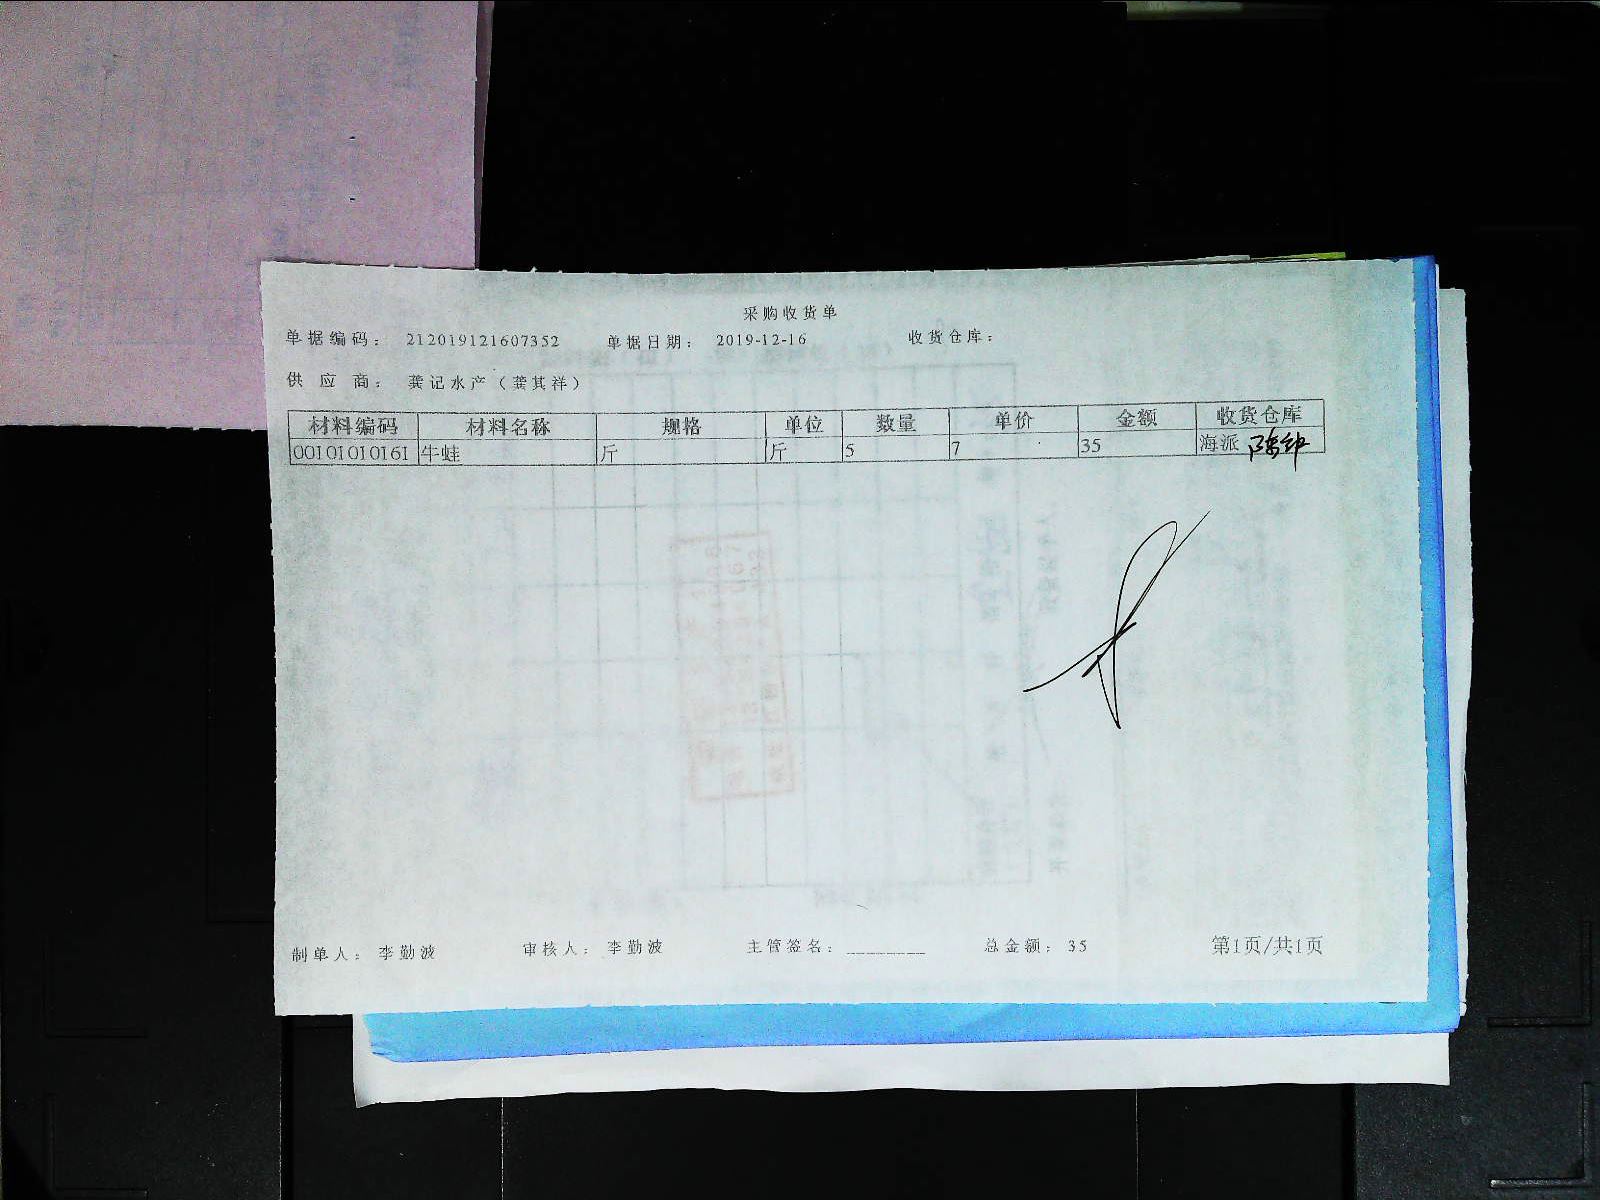 采购收货单
单据编码： 212019121607352 单据日期： 2019-12-16 收货仓库：
供 应 商： 龚记水产（龚其祥）
材料编码 材料名称 规格 单位 数量 单价 金额 收货仓库
00101010161 牛蛙 斤 斤 5 7 35 海派
制单人： 李勤波 审核人： 李勤波 主管签名：________ 总金额： 35 第1页/共1页